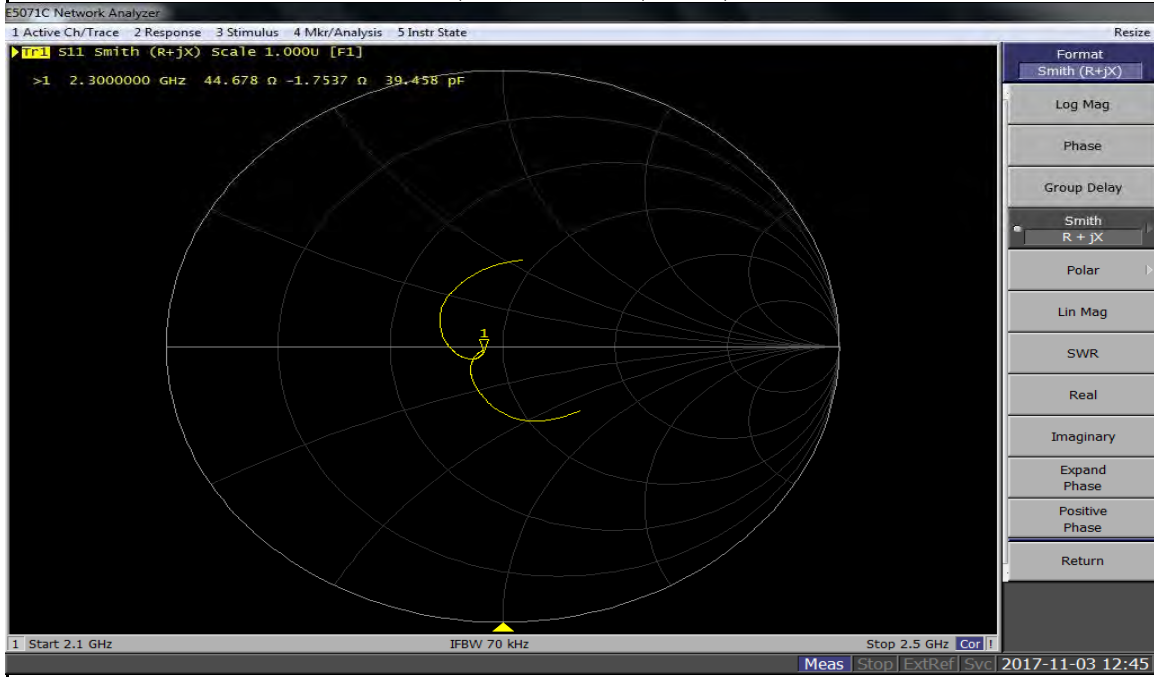 E5071C Network Analyzer
1 Active Ch/Trace 2 Response 3 Stimulus 4 Mkr/Analysis 5 Instr State
Resize
Tr1 S11 Smith (R+jX) Scale 1.000U [F1]
>1 2.3000000 GHz 44.678 Ω -1.7537 Ω 39.458 pF
1
Format
Smith (R+jX)
Log Mag
Phase
Group Delay
Smith
R + jX
Polar
Lin Mag
SWR
Real
Imaginary
Expand
Phase
Positive
Phase
Return
1 Start 2.1 GHz
IFBW 70 kHz
Stop 2.5 GHz Cor !
Meas Stop ExtRef Svc 2017-11-03 12:45